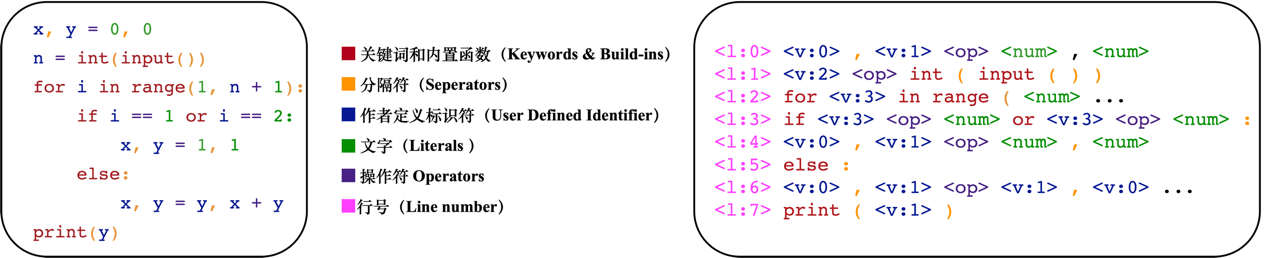 x, y = 0, 0
n = int(input())
for i in range(1, n + 1):
if i == 1 or i == 2:
x, y = 1, 1
else:
x, y = y, x + y
print(y)
关键词和内置函数（Keywords & Build-ins）
分隔符（Seperators）
作者定义标识符（User Defined Identifier）
文字（Literals ）
操作符 Operators
行号（Line number）
<l:0> <v:0> , <v:1> <op> <num> , <num>
<l:1> <v:2> <op> int ( input ( ) )
<l:2> for <v:3> in range ( <num> ...
<l:3> if <v:3> <op> <num> or <v:3> <op> <num> :
<l:4> <v:0> , <v:1> <op> <num> , <num>
<l:5> else :
<l:6> <v:0> , <v:1> <op> <v:1> , <v:0> ...
<l:7> print ( <v:1> )